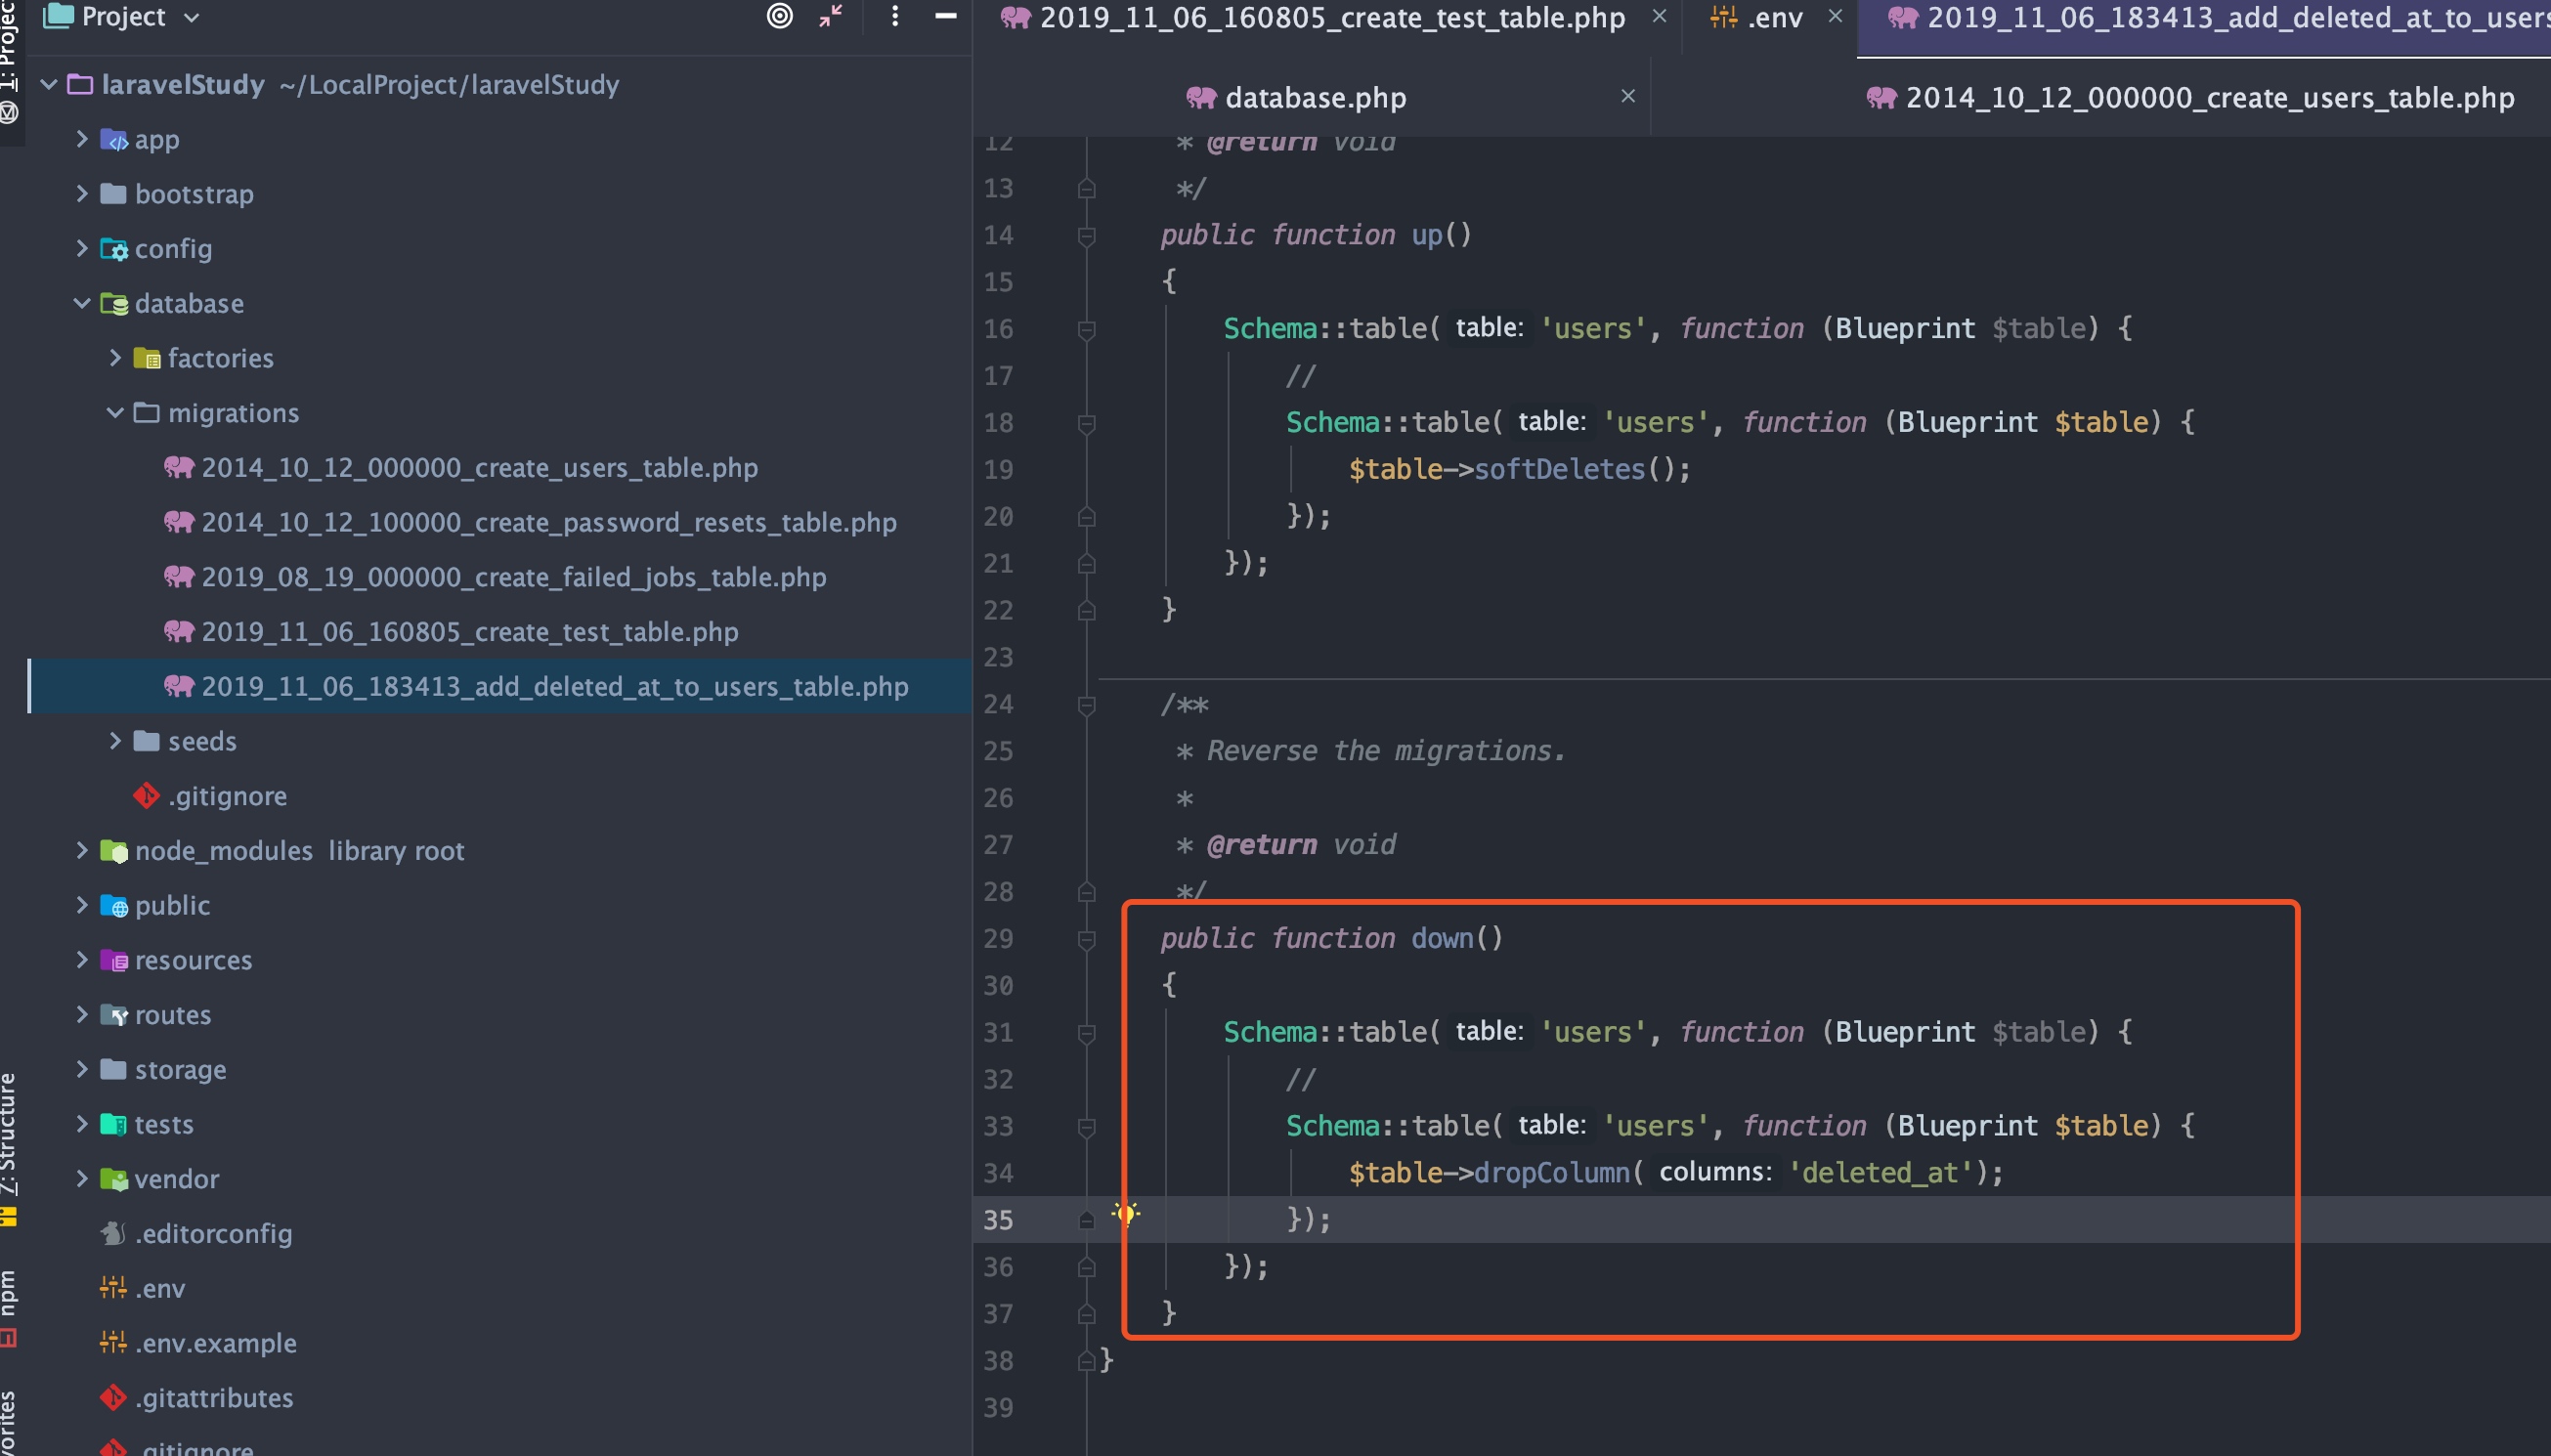 1: Project
Project
laravelStudy ~/LocalProject/laravelStudy
app
bootstrap
config
database
factories
migrations
2014_10_12_000000_create_users_table.php
2014_10_12_100000_create_password_resets_table.php
2019_08_19_000000_create_failed_jobs_table.php
2019_11_06_160805_create_test_table.php
2019_11_06_183413_add_deleted_at_to_users_table.php
seeds
.gitignore
node_modules library root
public
resources
routes
storage
tests
vendor
.editorconfig
.env
.env.example
.gitattributes
.gitignore
7: Structure
npm
vorites
2019_11_06_160805_create_test_table.php
.env
2019_11_06_183413_add_deleted_at_to_users
database.php
2014_10_12_000000_create_users_table.php
12 * @return void
13 */
14 public function up()
15 {
16 Schema::table( table: 'users', function (Blueprint $table) {
17 //
18 Schema::table( table: 'users', function (Blueprint $table) {
19 $table->softDeletes();
20 });
21 });
22 }
23
24 /**
25 * Reverse the migrations.
26 *
27 * @return void
28 */
29 public function down()
30 {
31 Schema::table( table: 'users', function (Blueprint $table) {
32 //
33 Schema::table( table: 'users', function (Blueprint $table) {
34 $table->dropColumn( columns: 'deleted_at');
35 });
36 });
37 }
38 }
39